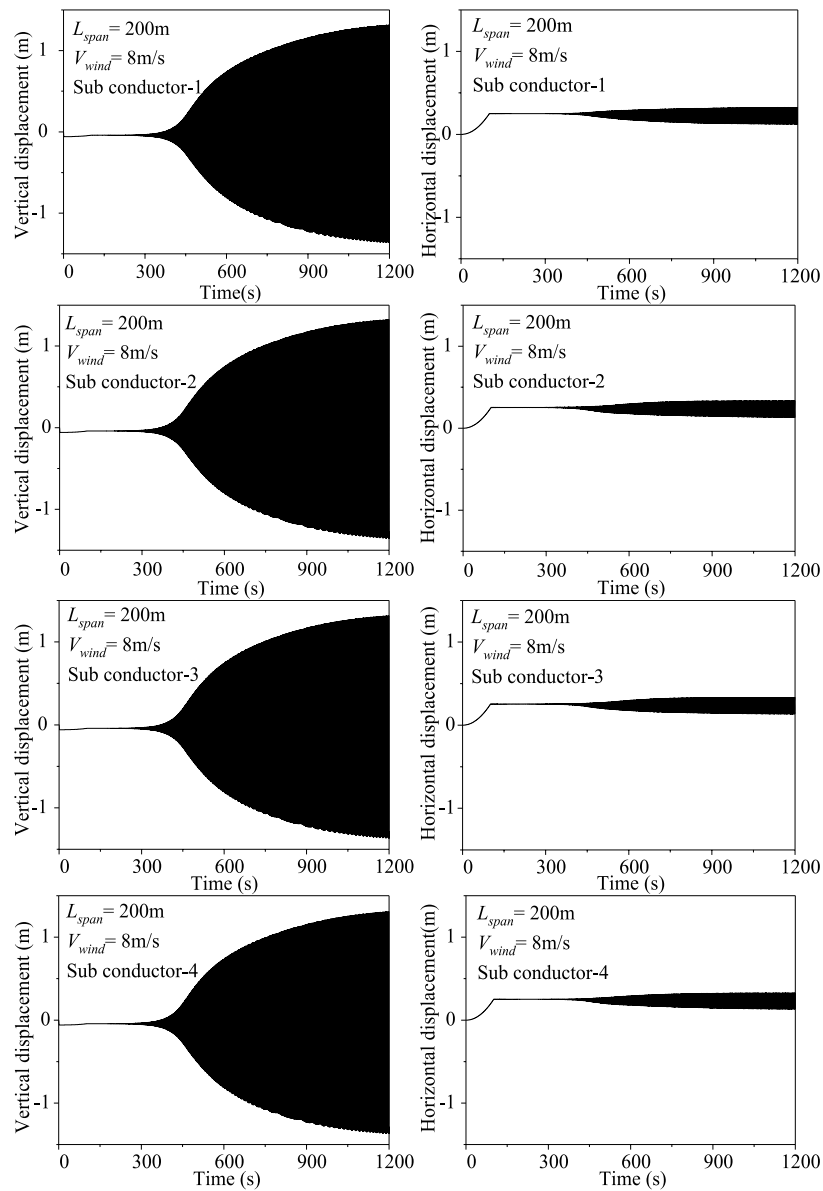 Vertical displacement (m)
1
0
-1
L_span= 200m
V_wind= 8m/s
Sub conductor-1
0 300 600 900 1200
Time(s)
Horizontal displacement (m)
1
0
-1
L_span= 200m
V_wind= 8m/s
Sub conductor-1
0 300 600 900 1200
Time (s)
Vertical displacement (m)
1
0
-1
L_span= 200m
V_wind= 8m/s
Sub conductor-2
0 300 600 900 1200
Time (s)
Horizontal displacement (m)
1
0
-1
L_span= 200m
V_wind= 8m/s
Sub conductor-2
0 300 600 900 1200
Time (s)
Vertical displacement (m)
1
0
-1
L_span= 200m
V_wind= 8m/s
Sub conductor-3
0 300 600 900 1200
Time (s)
Horizontal displacement (m)
1
0
-1
L_span= 200m
V_wind= 8m/s
Sub conductor-3
0 300 600 900 1200
Time (s)
Vertical displacement (m)
1
0
-1
L_span= 200m
V_wind= 8m/s
Sub conductor-4
0 300 600 900 1200
Time (s)
Horizontal displacement(m)
1
0
-1
L_span= 200m
V_wind= 8m/s
Sub conductor-4
0 300 600 900 1200
Time (s)